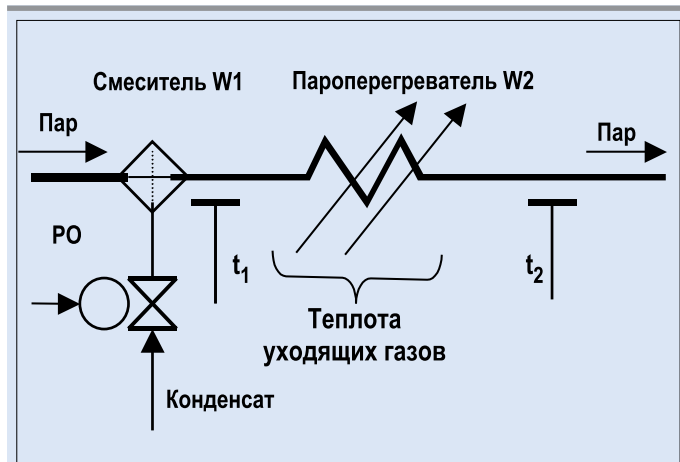 Смеситель W1
Пароперегреватель W2
Пар
Пар
РО
t₁
t₂
Теплота
уходящих газов
Конденсат